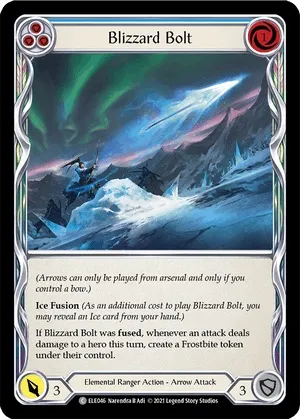 Blizzard Bolt
1
(Arrows can only be played from arsenal and only if you
control a bow.)
Ice Fusion (As an additional cost to play Blizzard Bolt, you
may reveal an Ice card from your hand.)
If Blizzard Bolt was fused, whenever an attack deals
damage to a hero this turn, create a Frostbite token
under their control.
3
Elemental Ranger Action - Arrow Attack
3
C ELE046 Narendra B Adi © 2021 Legend Story Studios